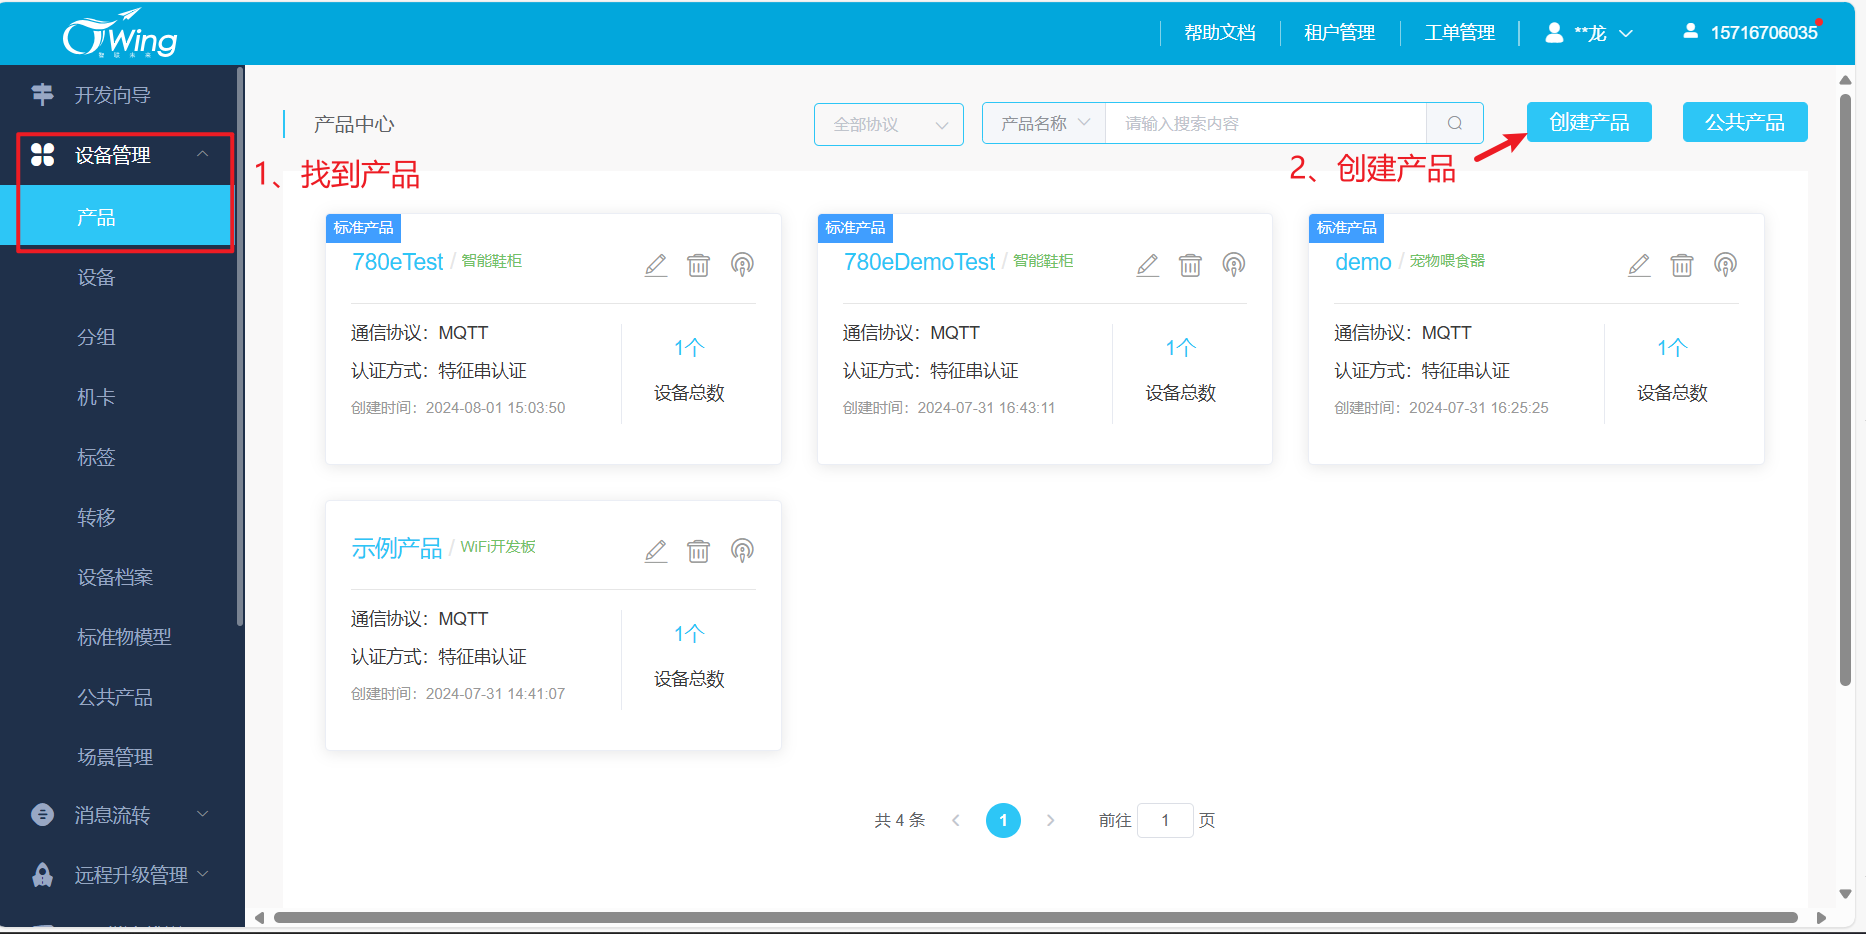 Wing
帮助文档
租户管理
工单管理
**龙
15716706035
开发向导
设备管理
产品
设备
分组
机卡
标签
转移
设备档案
标准物模型
公共产品
场景管理
消息流转
远程升级管理
产品中心
全部协议
产品名称
请输入搜索内容
创建产品
公共产品
1、找到产品
2、创建产品
标准产品
780eTest / 智能鞋柜
通信协议：MQTT
认证方式：特征串认证
创建时间：2024-08-01 15:03:50
1个
设备总数
标准产品
780eDemoTest / 智能鞋柜
通信协议：MQTT
认证方式：特征串认证
创建时间：2024-07-31 16:43:11
1个
设备总数
标准产品
demo / 宠物喂食器
通信协议：MQTT
认证方式：特征串认证
创建时间：2024-07-31 16:25:25
1个
设备总数
示例产品 / WiFi开发板
通信协议：MQTT
认证方式：特征串认证
创建时间：2024-07-31 14:41:07
1个
设备总数
共 4 条
1
前往 1 页